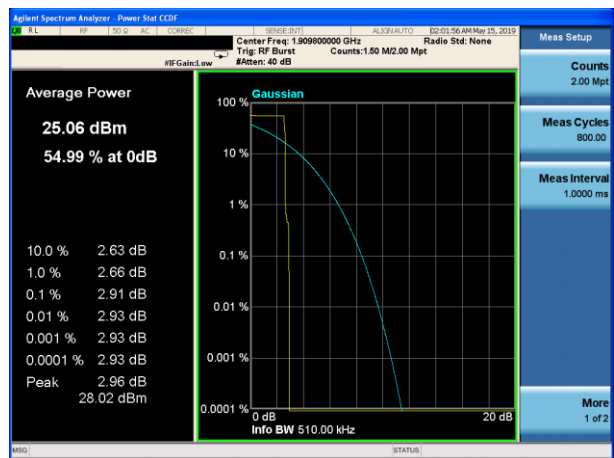 Agilent Spectrum Analyzer - Power Stat CCDF
RL RF 50 Ω AC CORREC SENSE:INT ALIGN AUTO 02:01:56 AM May 15, 2019
Center Freq: 1.909800000 GHz Radio Std: None
Trig: RF Burst Counts:1.50 M/2.00 Mpt
#IFGain:Low #Atten: 40 dB
Meas Setup
Counts
2.00 Mpt
Meas Cycles
800.00
Meas Interval
1.0000 ms
More
1 of 2
Average Power
25.06 dBm
54.99 % at 0dB
10.0 % 2.63 dB
1.0 % 2.66 dB
0.1 % 2.91 dB
0.01 % 2.93 dB
0.001 % 2.93 dB
0.0001 % 2.93 dB
Peak 2.96 dB
28.02 dBm
Gaussian
100 %
10 %
1 %
0.1 %
0.01 %
0.001 %
0.0001 %
0 dB 20 dB
Info BW 510.00 kHz
MSG STATUS